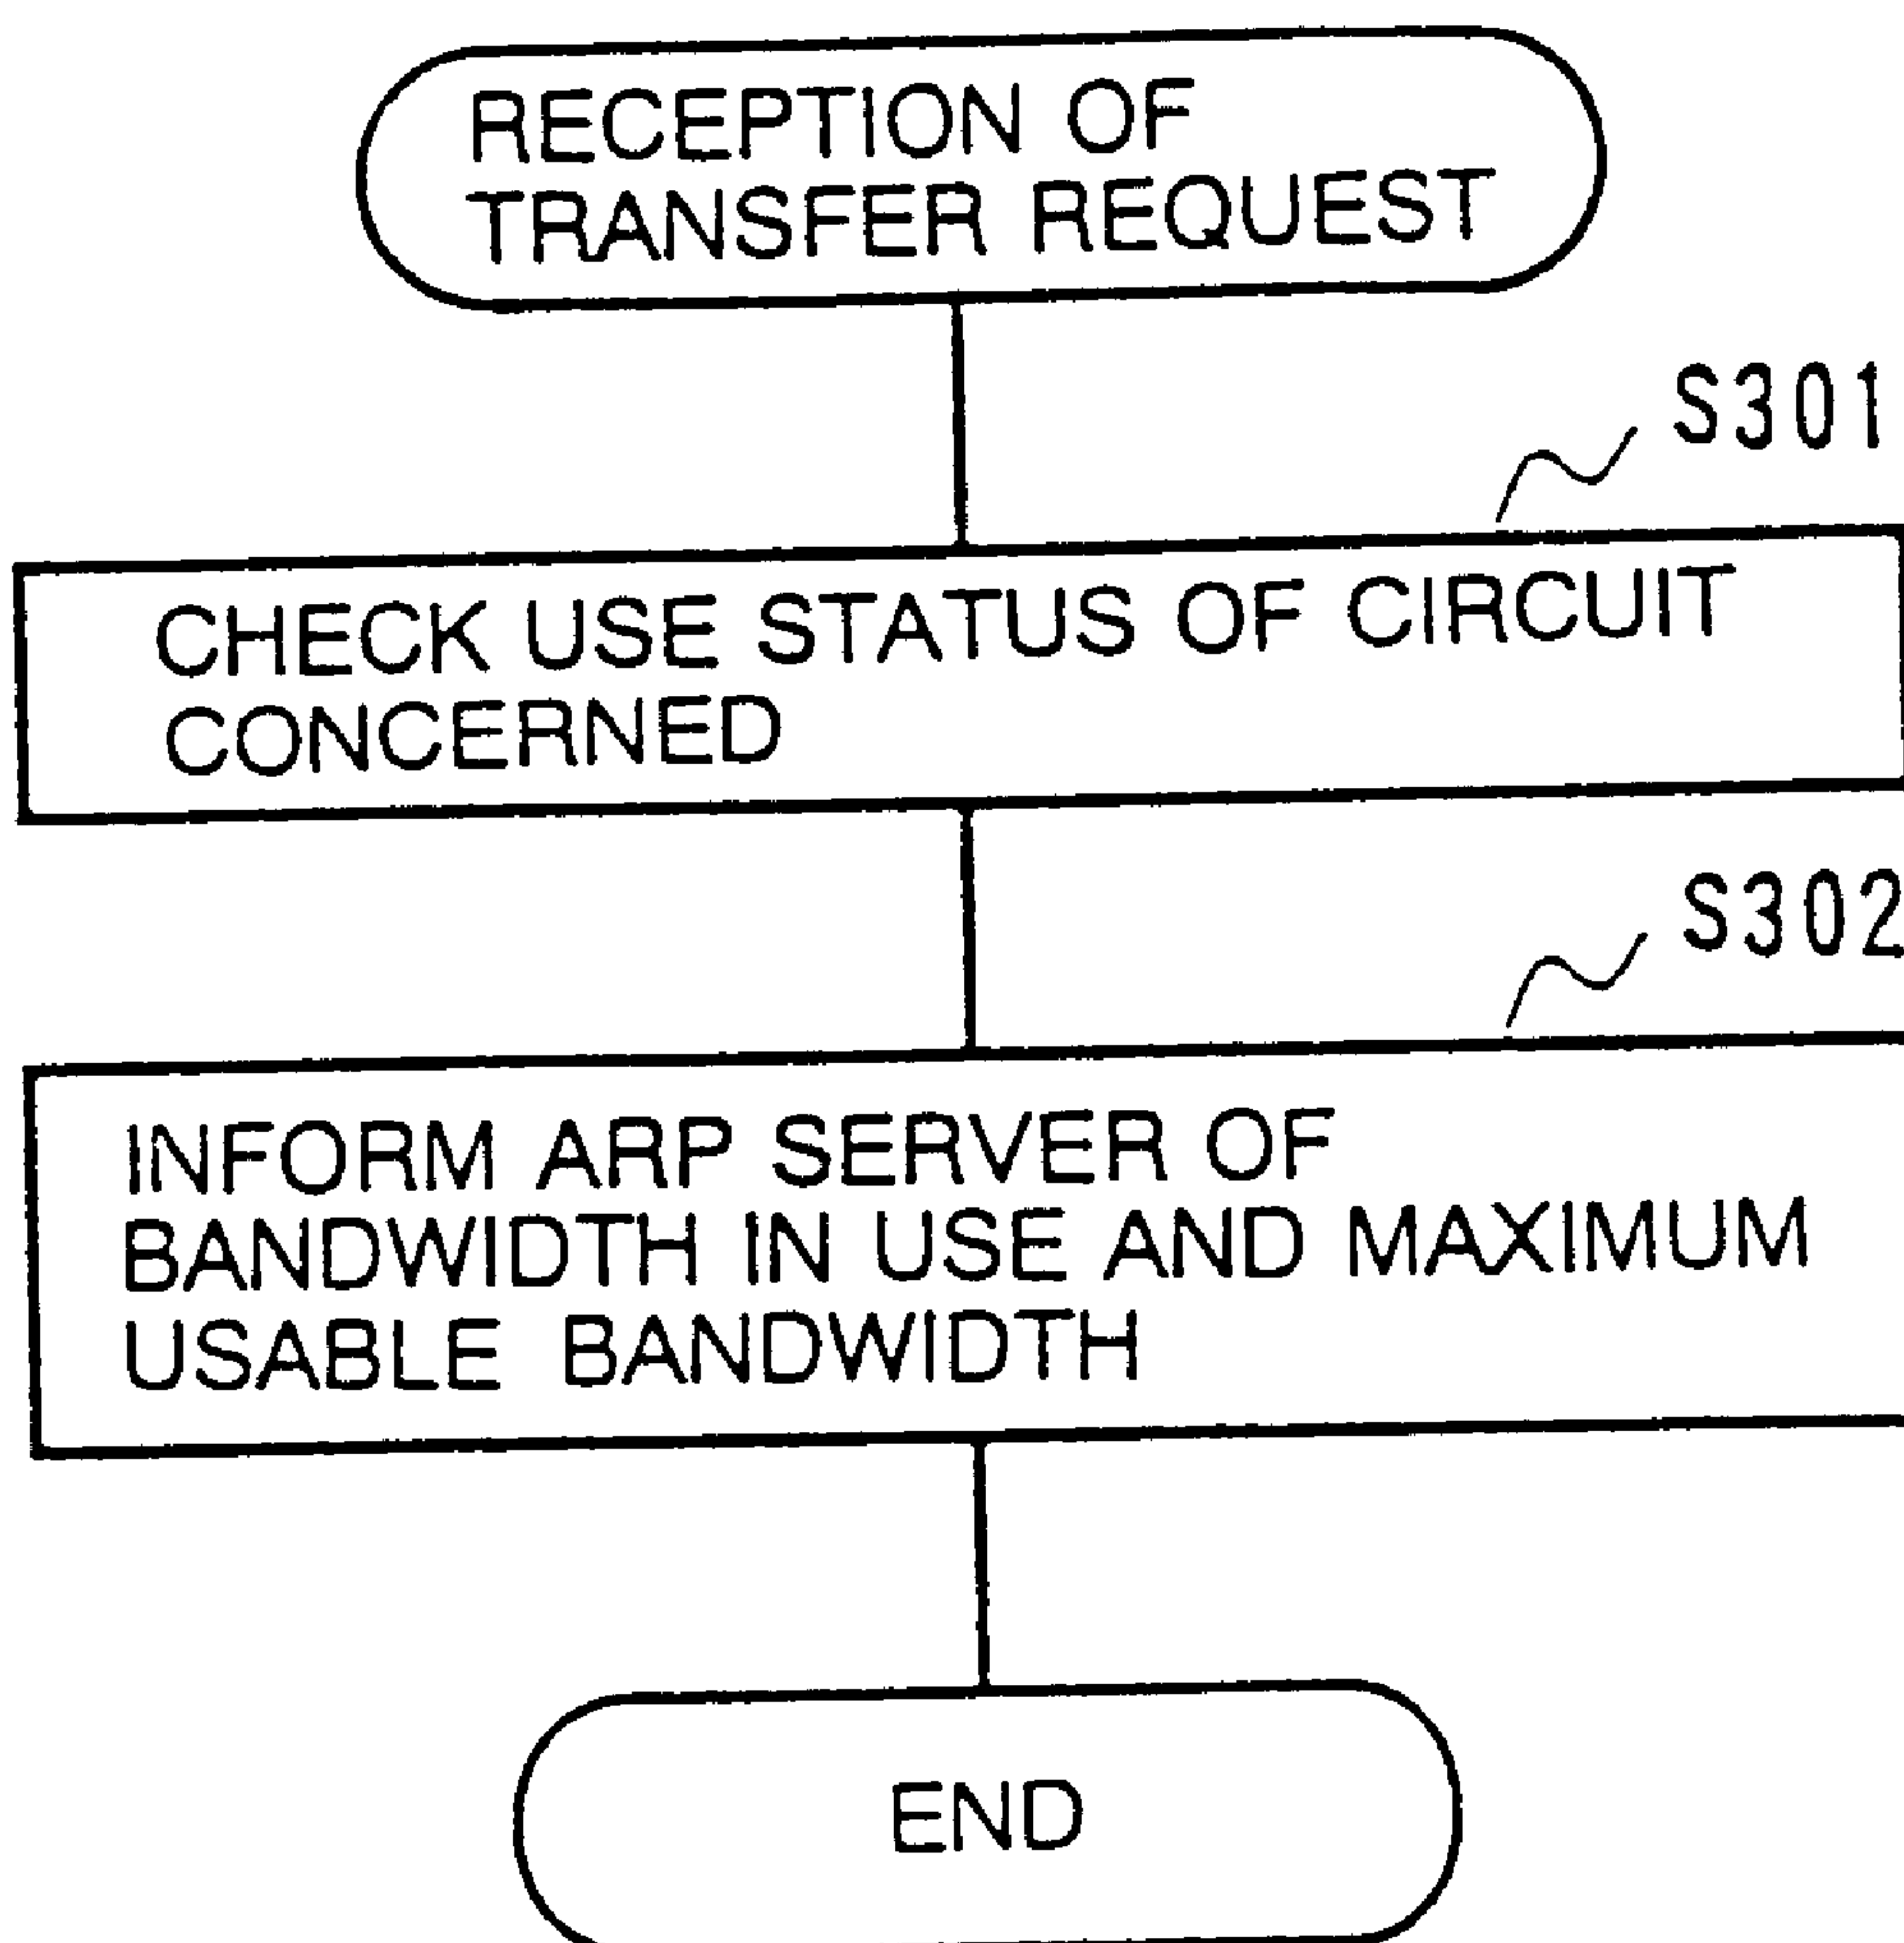 RECEPTION OF
TRANSFER REQUEST
S301
CHECK USE STATUS OF CIRCUIT
CONCERNED
S302
INFORM ARP SERVER OF
BANDWIDTH IN USE AND MAXIMUM
USABLE BANDWIDTH
END